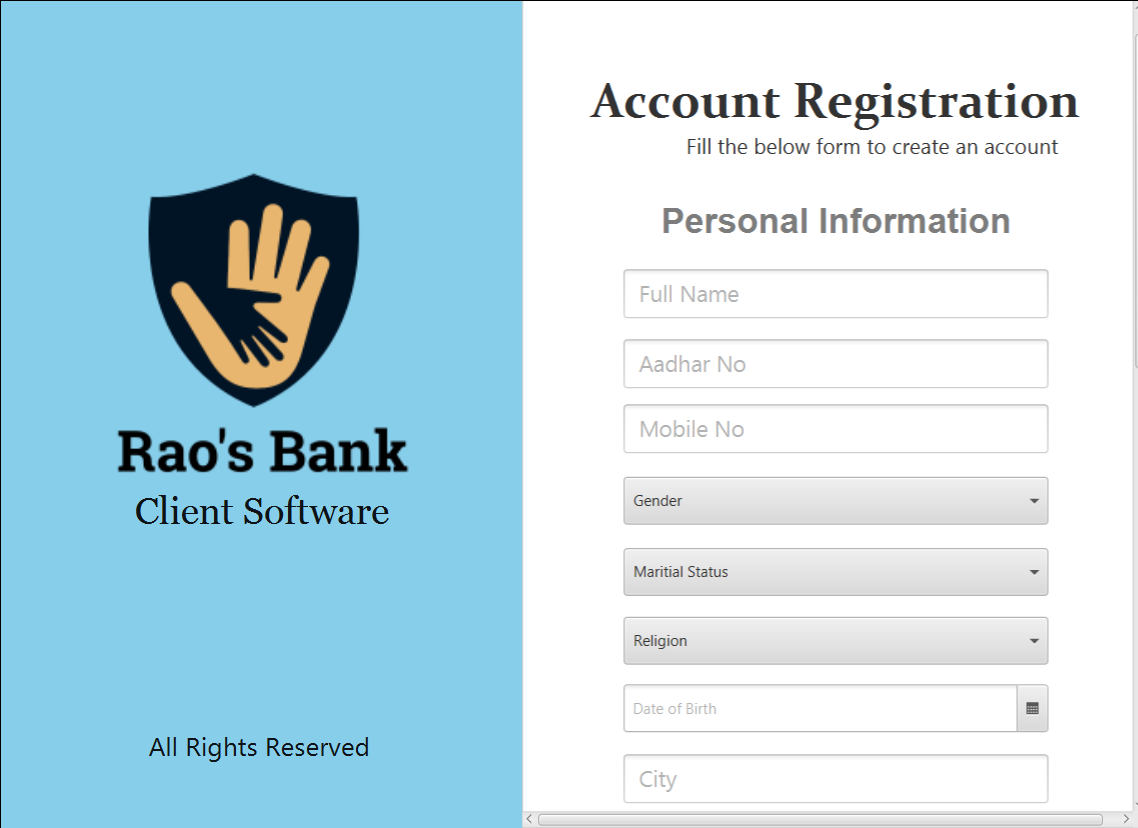 Rao's Bank
Client Software
All Rights Reserved
Account Registration
Fill the below form to create an account
Personal Information
Full Name
Aadhar No
Mobile No
Gender
Maritial Status
Religion
Date of Birth
City